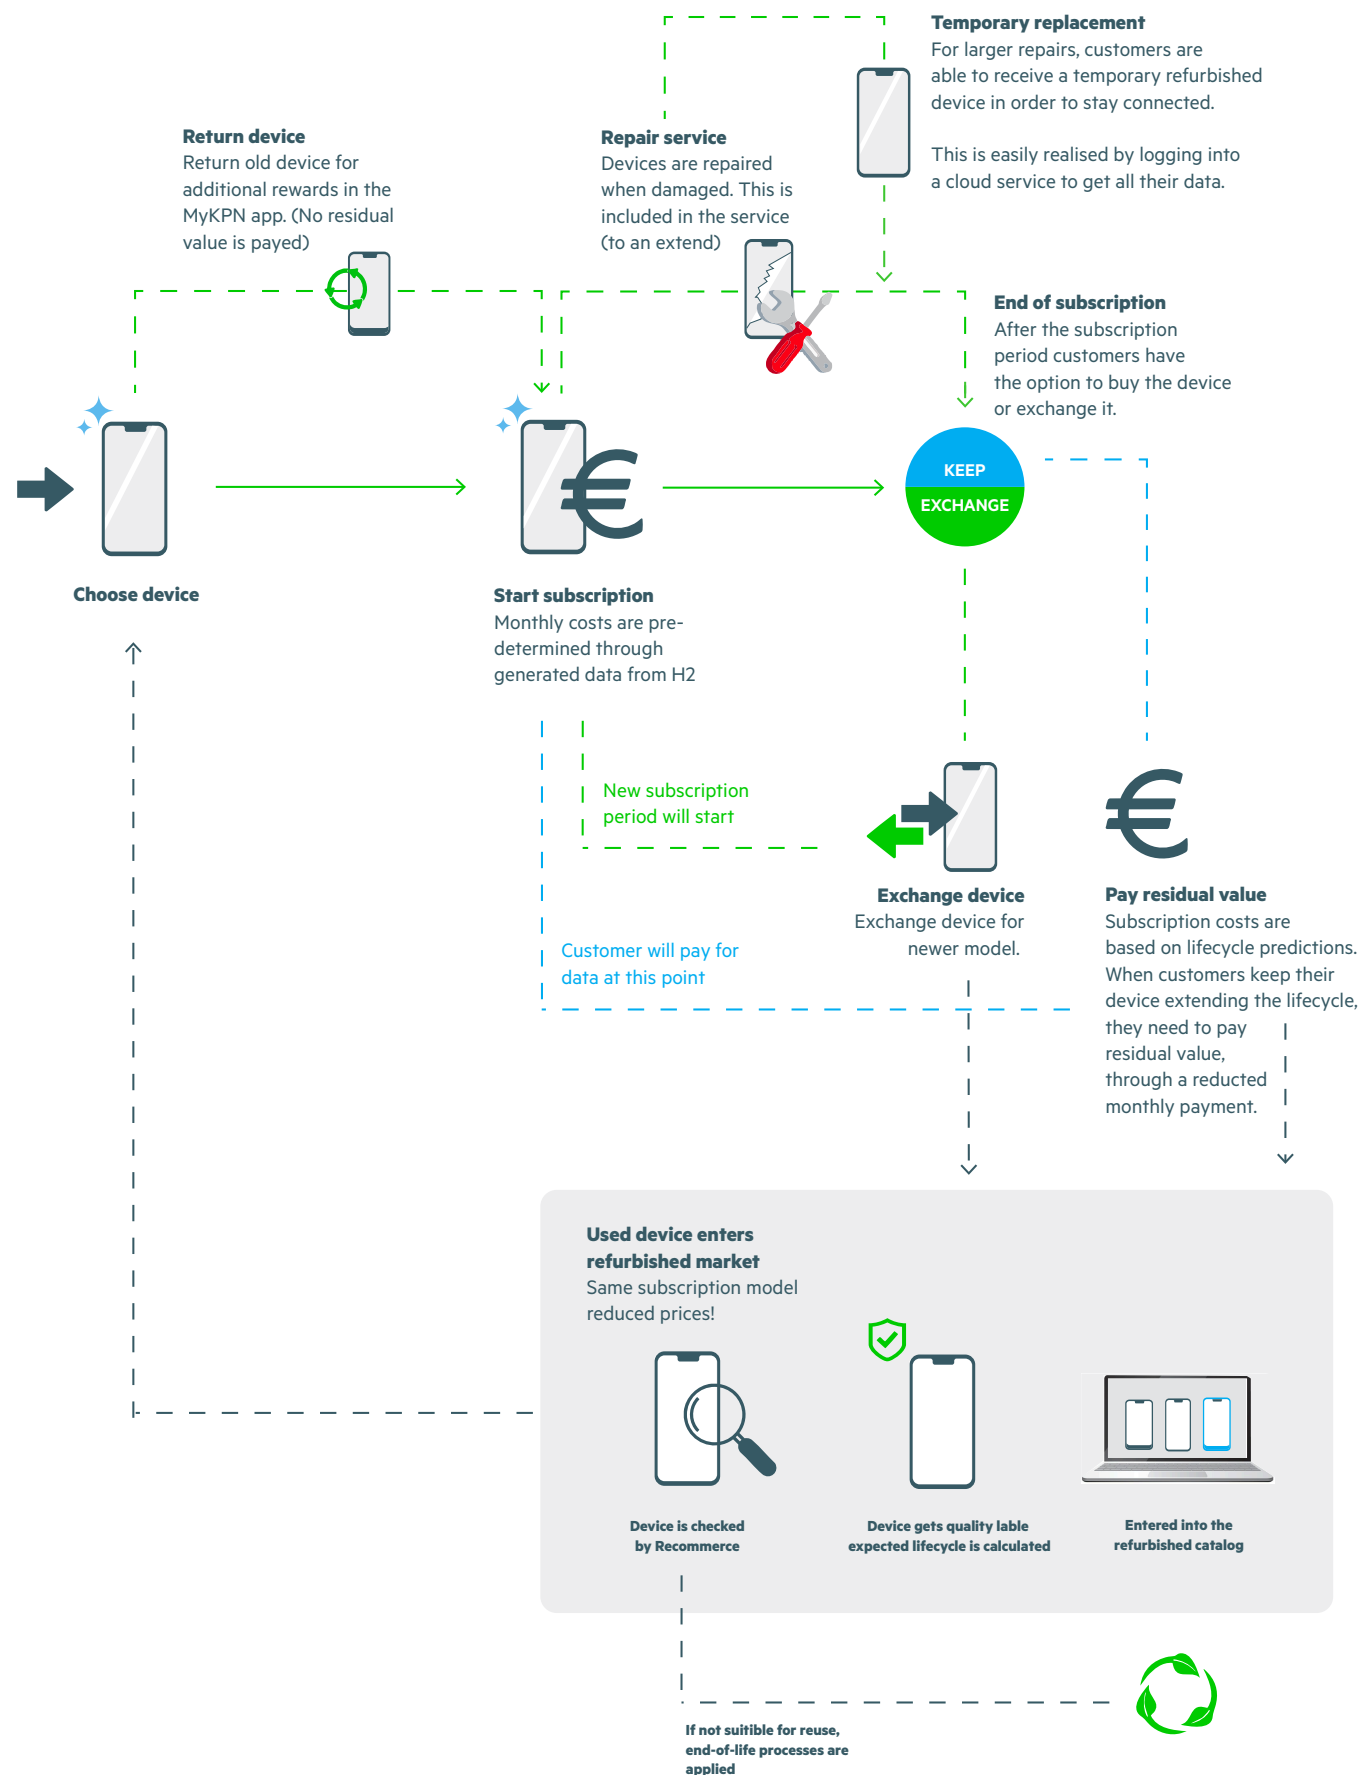 Temporary replacement
For larger repairs, customers are
able to receive a temporary refurbished
device in order to stay connected.
This is easily realised by logging into
a cloud service to get all their data.
Return device
Return old device for
additional rewards in the
MyKPN app. (No residual
value is payed)
Repair service
Devices are repaired
when damaged. This is
included in the service
(to an extend)
End of subscription
After the subscription
period customers have
the option to buy the device
or exchange it.
KEEP
EXCHANGE
Choose device
Start subscription
Monthly costs are pre-
determined through
generated data from H2
New subscription
period will start
Customer will pay for
data at this point
Exchange device
Exchange device for
newer model.
Pay residual value
Subscription costs are
based on lifecycle predictions.
When customers keep their
device extending the lifecycle,
they need to pay
residual value,
through a reducted
monthly payment.
Used device enters
refurbished market
Same subscription model
reduced prices!
Device is checked
by Recommerce
Device gets quality lable
expected lifecycle is calculated
Entered into the
refurbished catalog
If not suitible for reuse,
end-of-life processes are
applied